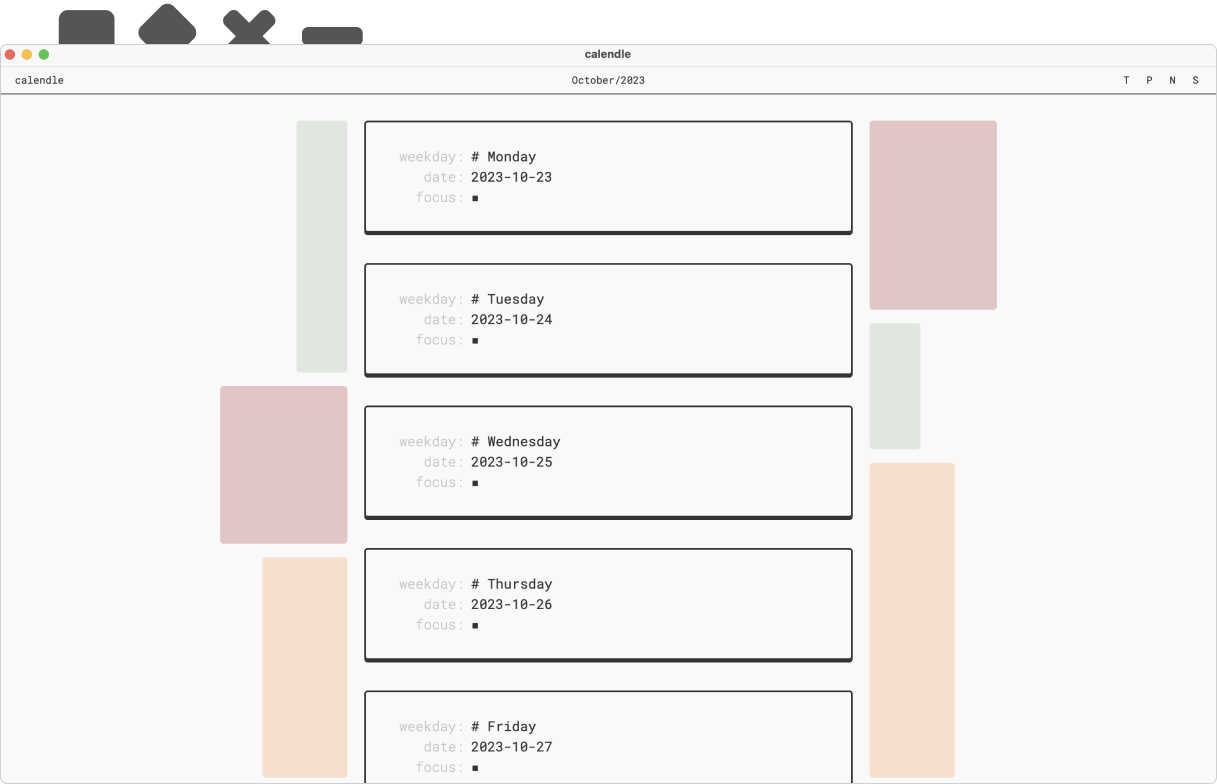 calendle
calendle
October/2023
T P N S
weekday: # Monday
date: 2023-10-23
focus: ▪
weekday: # Tuesday
date: 2023-10-24
focus: ▪
weekday: # Wednesday
date: 2023-10-25
focus: ▪
weekday: # Thursday
date: 2023-10-26
focus: ▪
weekday: # Friday
date: 2023-10-27
focus: ▪